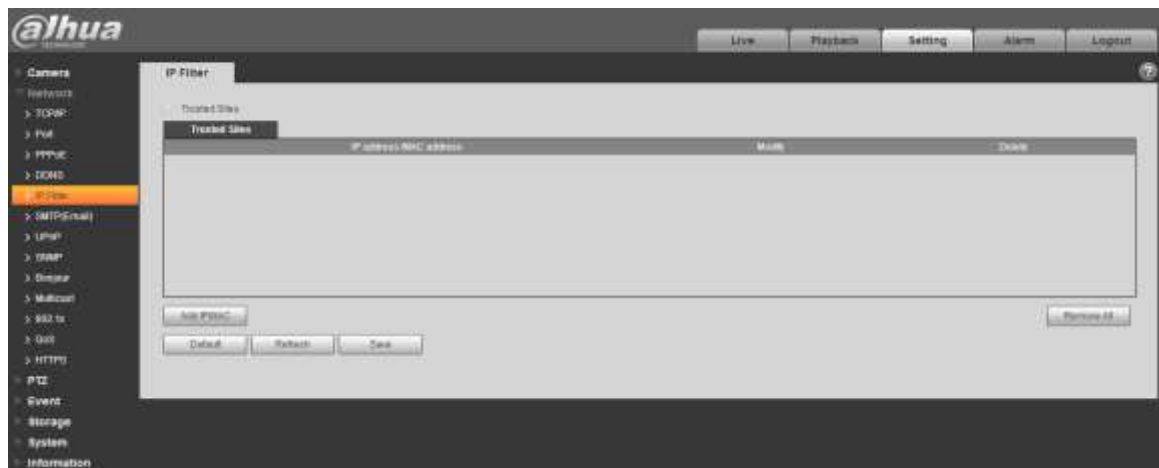 alhua
TECHNOLOGY
Live
Playback
Setting
Alarm
Logout
Camera
Network
TCP/IP
Port
PPPoE
DDNS
IP Filter
SMTP(Email)
UPnP
SNMP
Bonjour
Multicast
802.1x
QoS
HTTPS
PTZ
Event
Storage
System
Information
IP Filter
?
Trusted Sites
Trusted Sites
IP address/MAC address
Modify
Delete
Add IP/MAC
Remove All
Default
Refresh
Save